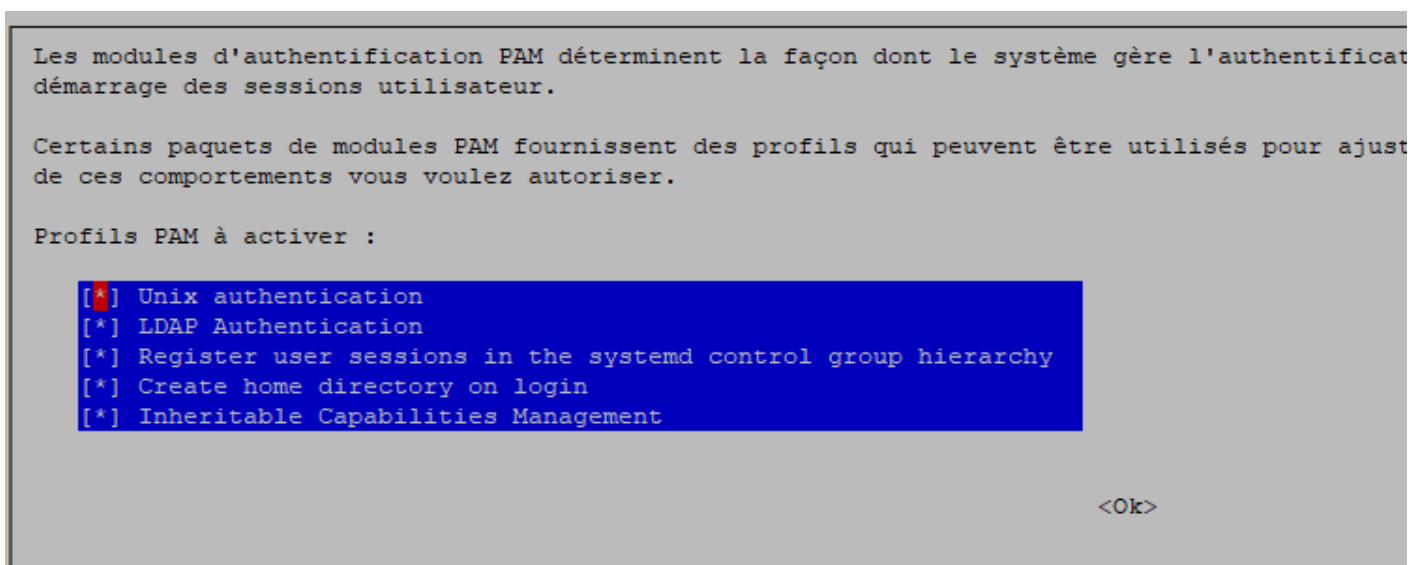 Les modules d'authentification PAM déterminent la façon dont le système gère l'authentificat
démarrage des sessions utilisateur.
Certains paquets de modules PAM fournissent des profils qui peuvent être utilisés pour ajust
de ces comportements vous voulez autoriser.
Profils PAM à activer :
[*] Unix authentication
[*] LDAP Authentication
[*] Register user sessions in the systemd control group hierarchy
[*] Create home directory on login
[*] Inheritable Capabilities Management
<Ok>